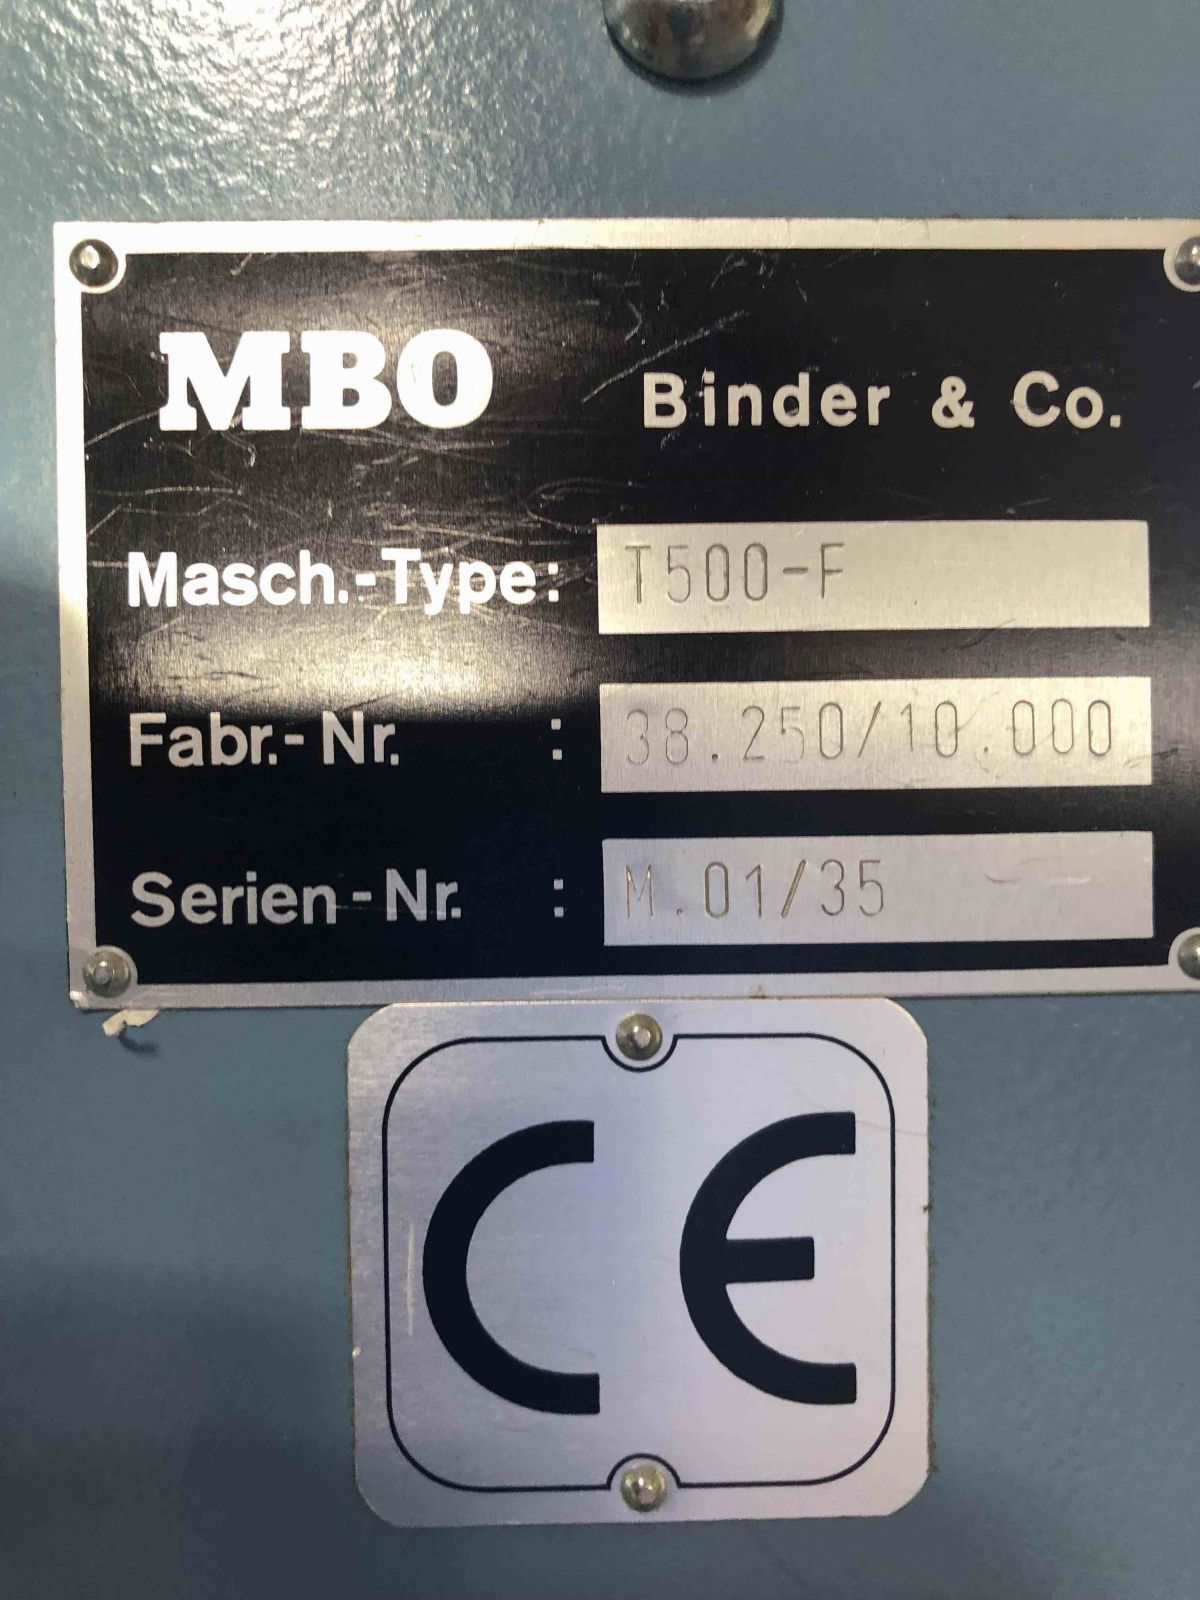 MBO Binder & Co.
Masch.-Type: T500-F
Fabr.-Nr. : 38.250/10.000
Serien-Nr. : M.01/35
CE